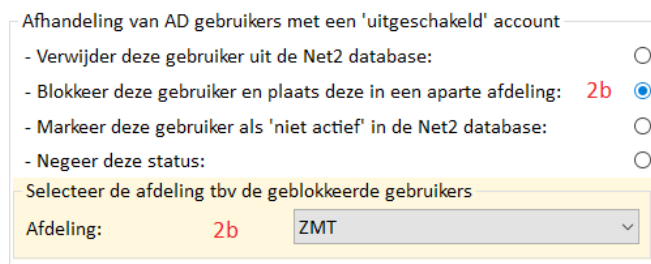 Afhandeling van AD gebruikers met een 'uitgeschakeld' account
- Verwijder deze gebruiker uit de Net2 database:
- Blokkeer deze gebruiker en plaats deze in een aparte afdeling: 2b
- Markeer deze gebruiker als 'niet actief' in de Net2 database:
- Negeer deze status:
Selecteer de afdeling tbv de geblokkeerde gebruikers
Afdeling: 2b ZMT